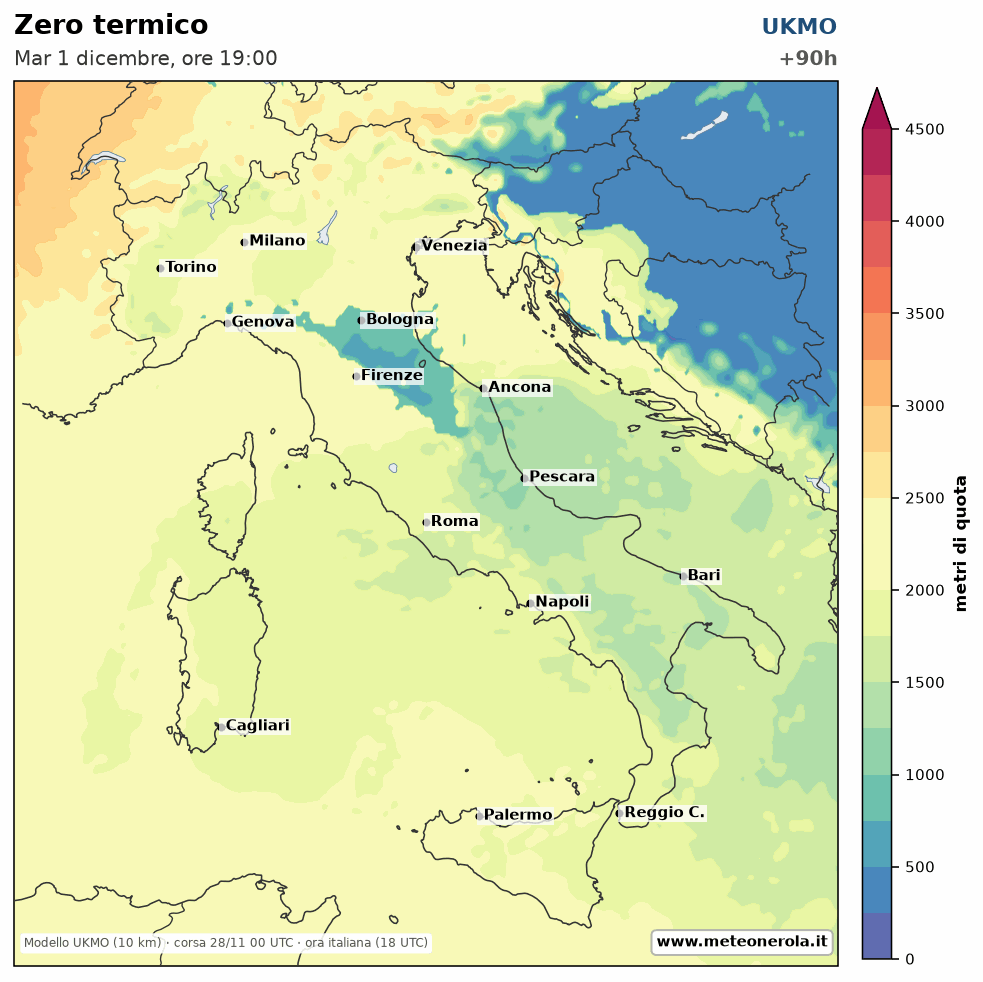 Zero termico
UKMO
Mar 1 dicembre, ore 19:00
+90h
Milano
Venezia
Torino
Genova
Bologna
Firenze
Ancona
Pescara
Roma
Bari
Napoli
Cagliari
Palermo
Reggio C.
Modello UKMO (10 km) · corsa 28/11 00 UTC · ora italiana (18 UTC)
www.meteonerola.it
4500
4000
3500
3000
2500
2000
1500
1000
500
0
metri di quota